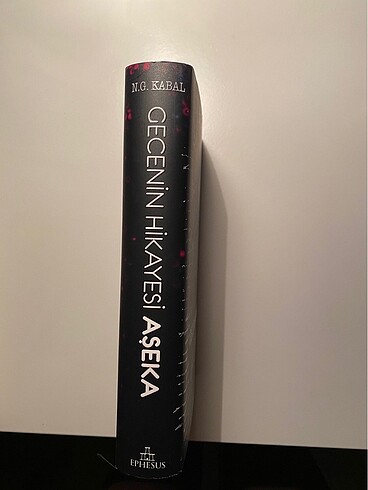 N.G. KABAL
GECENİN HİKAYESİ AŞEKA
EPHESUS